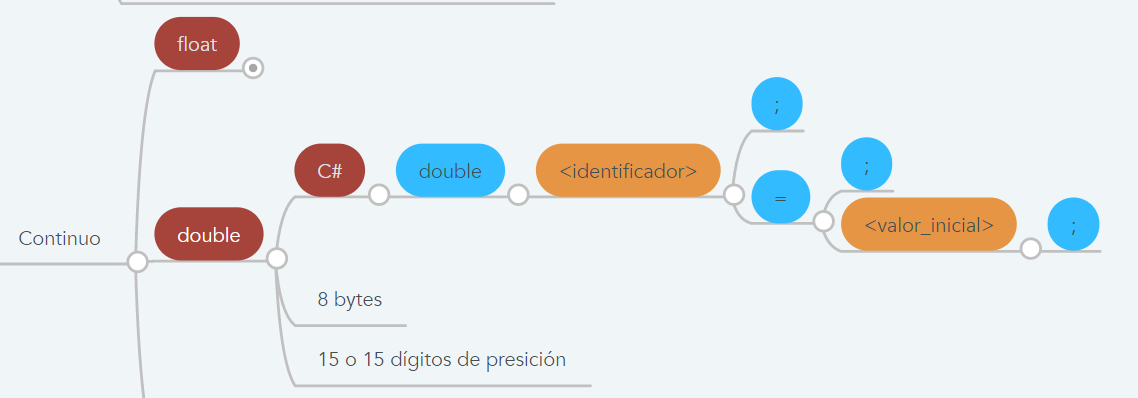 float
;
C#
double
<identificador>
;
=
<valor_inicial>
;
Continuo
double
8 bytes
15 o 15 dígitos de presición